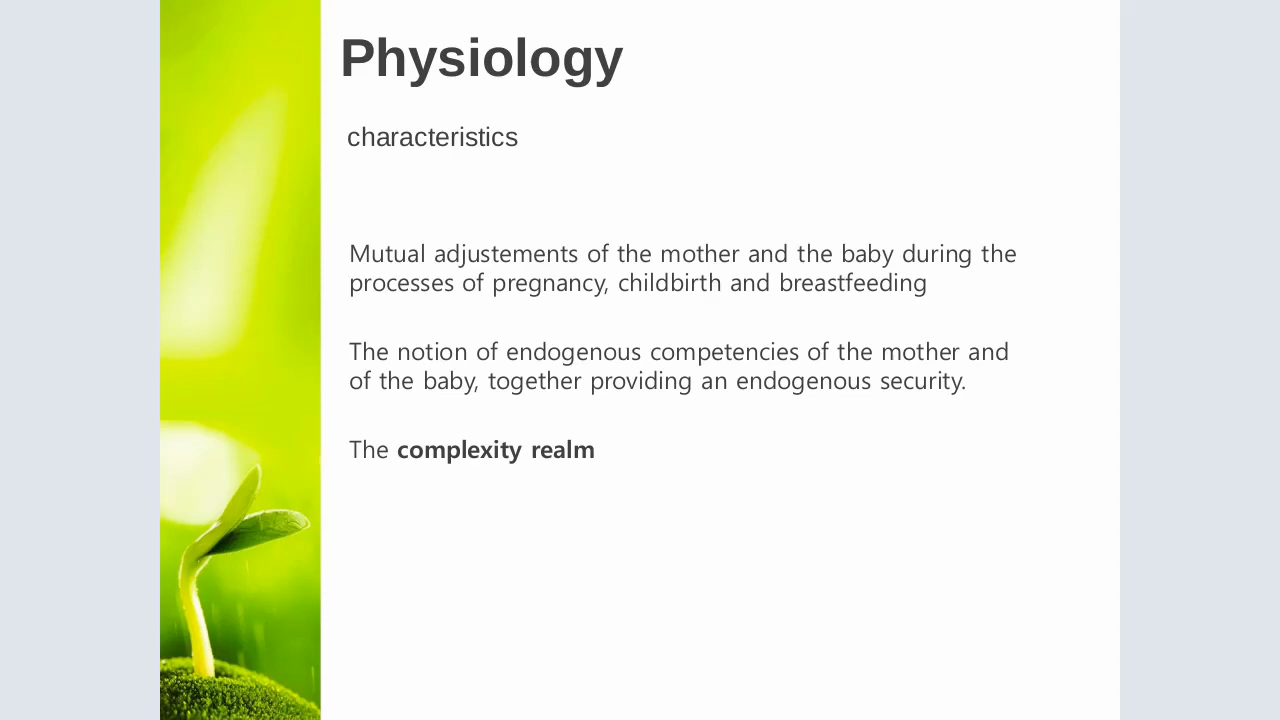 Physiology
characteristics
Mutual adjustements of the mother and the baby during the
processes of pregnancy, childbirth and breastfeeding
The notion of endogenous competencies of the mother and
of the baby, together providing an endogenous security.
The complexity realm